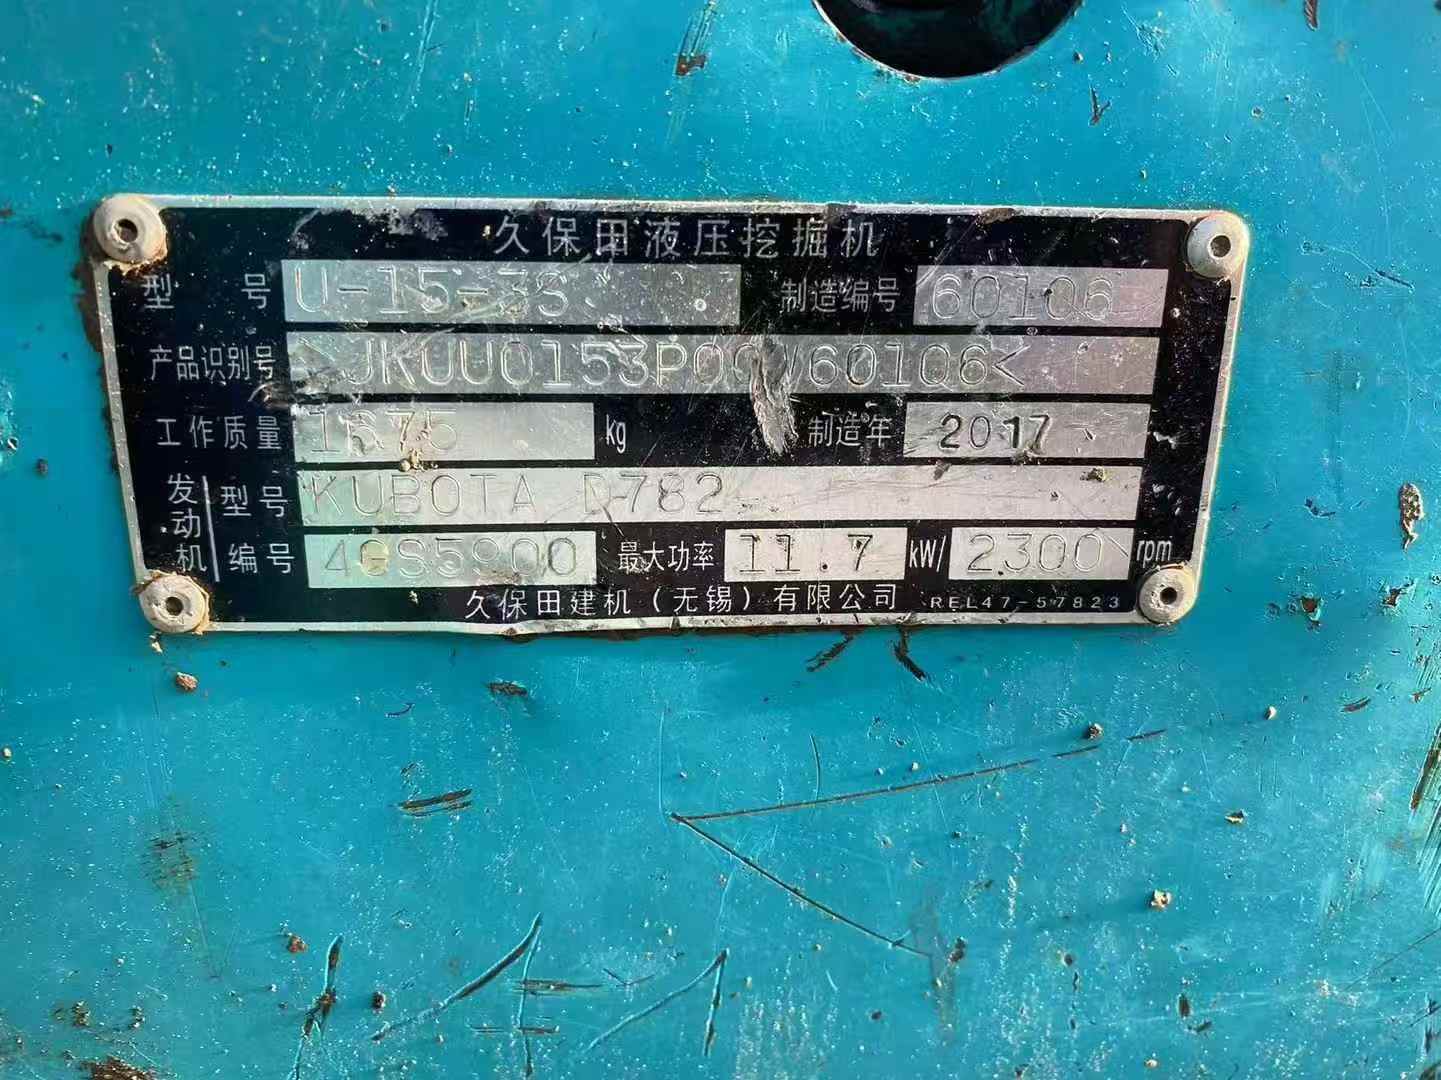 久保田液压挖掘机
型号 U-15-3S 制造编号 60106
产品识别号 >JKUU0153P00W60106<
工作质量 1675 kg 制造年 2017
发动机 型号 KUBOTA D782
编号 4GS5900 最大功率 11.7 kW/ 2300 rpm
久保田建机(无锡)有限公司 REL47-57823